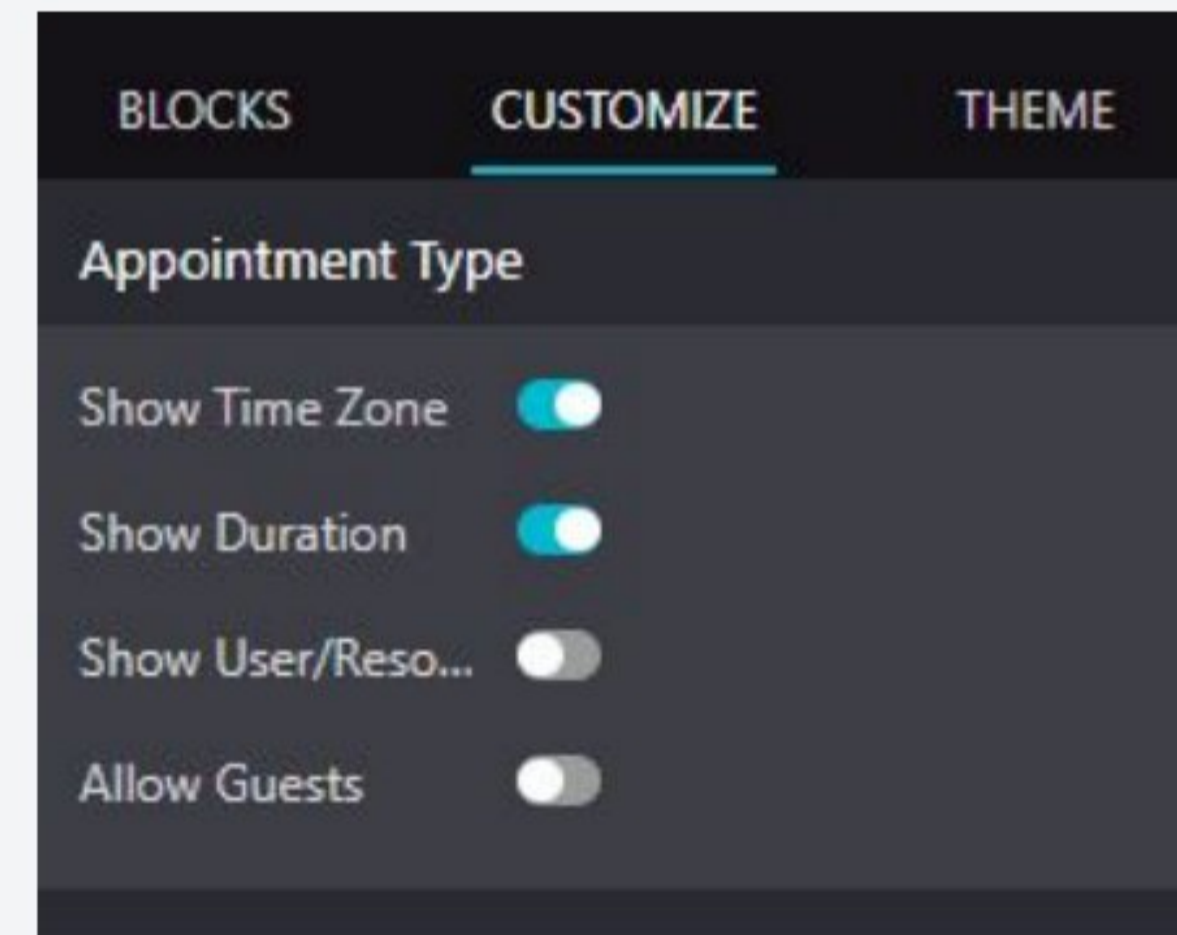 BLOCKS CUSTOMIZE THEME
Appointment Type
Show Time Zone
Show Duration
Show User/Reso...
Allow Guests